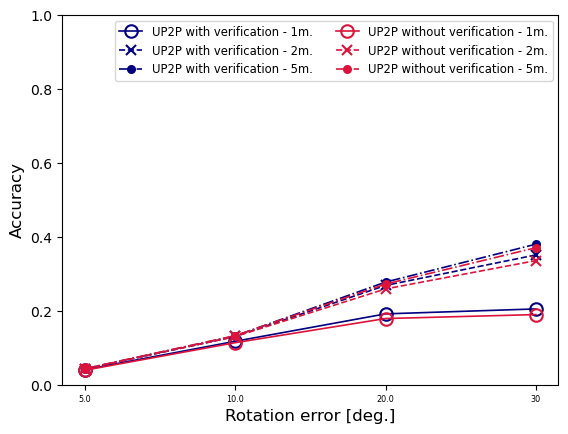 1.0
UP2P with verification - 1m.
UP2P with verification - 2m.
UP2P with verification - 5m.
UP2P without verification - 1m.
UP2P without verification - 2m.
UP2P without verification - 5m.
0.8
0.6
0.4
0.2
0.0
Accuracy
5.0 10.0 20.0 30
Rotation error [deg.]